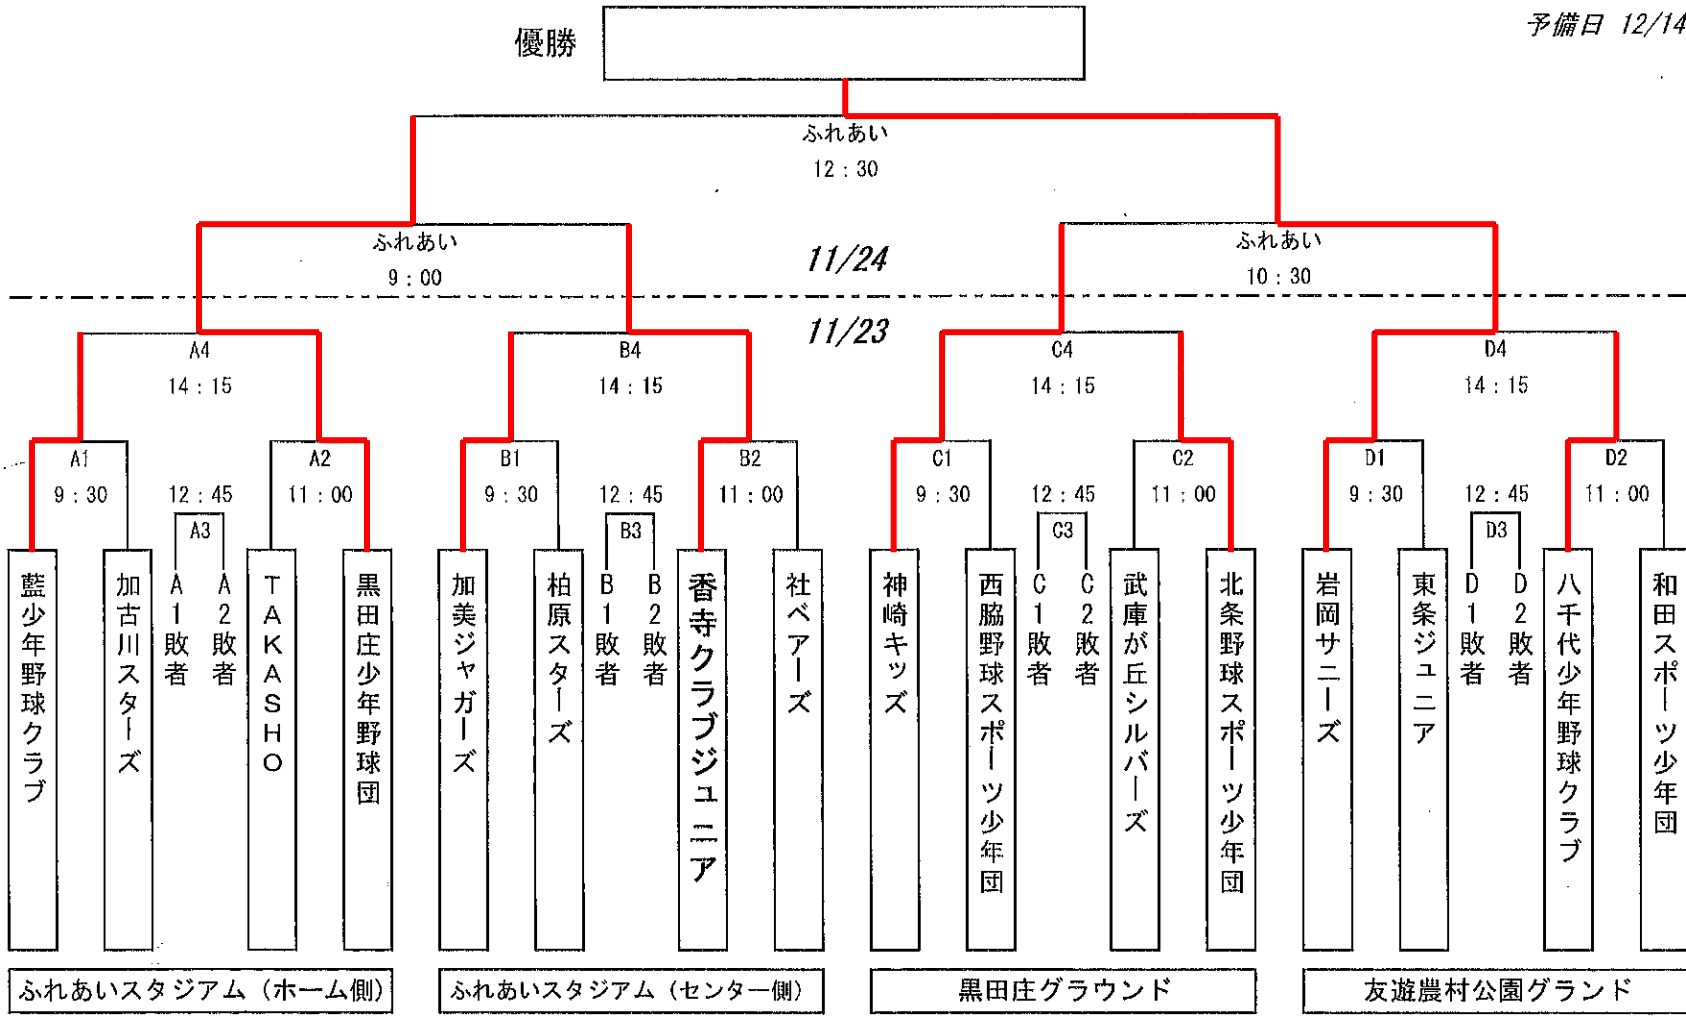 予備日 12/14
優勝
ふれあい
12：30
ふれあい
9：00
11/24
ふれあい
10：30
11/23
A4
14：15
B4
14：15
C4
14：15
D4
14：15
A1
9：30
A2
11：00
12：45
A3
B1
9：30
B2
11：00
12：45
B3
C1
9：30
C2
11：00
12：45
C3
D1
9：30
D2
11：00
12：45
D3
藍少年野球クラブ
加古川スターズ
A1敗者
A2敗者
TAKASHO
黒田庄少年野球団
加美ジャガーズ
柏原スターズ
B1敗者
B2敗者
香寺クラブジュニア
社ベアーズ
神崎キッズ
西脇野球スポーツ少年団
C1敗者
C2敗者
武庫が丘シルバーズ
北条野球スポーツ少年団
岩岡サニーズ
東条ジュニア
D1敗者
D2敗者
八千代少年野球クラブ
和田スポーツ少年団
ふれあいスタジアム（ホーム側）
ふれあいスタジアム（センター側）
黒田庄グラウンド
友遊農村公園グランド